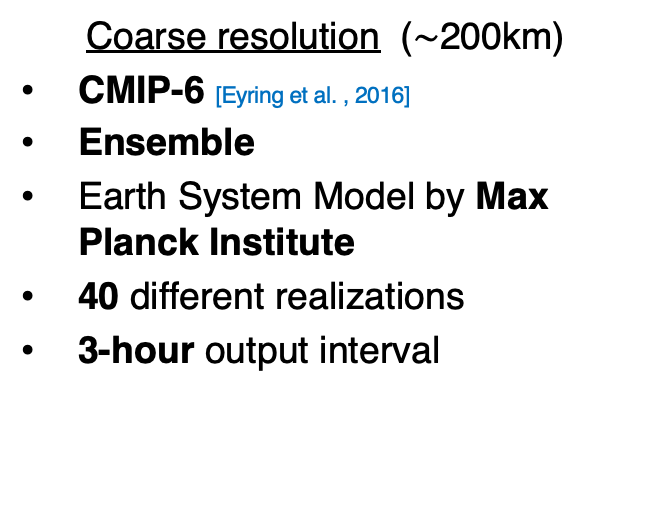 Coarse resolution (~200km)
• CMIP-6 [Eyring et al. , 2016]
• Ensemble
• Earth System Model by Max
Planck Institute
• 40 different realizations
• 3-hour output interval